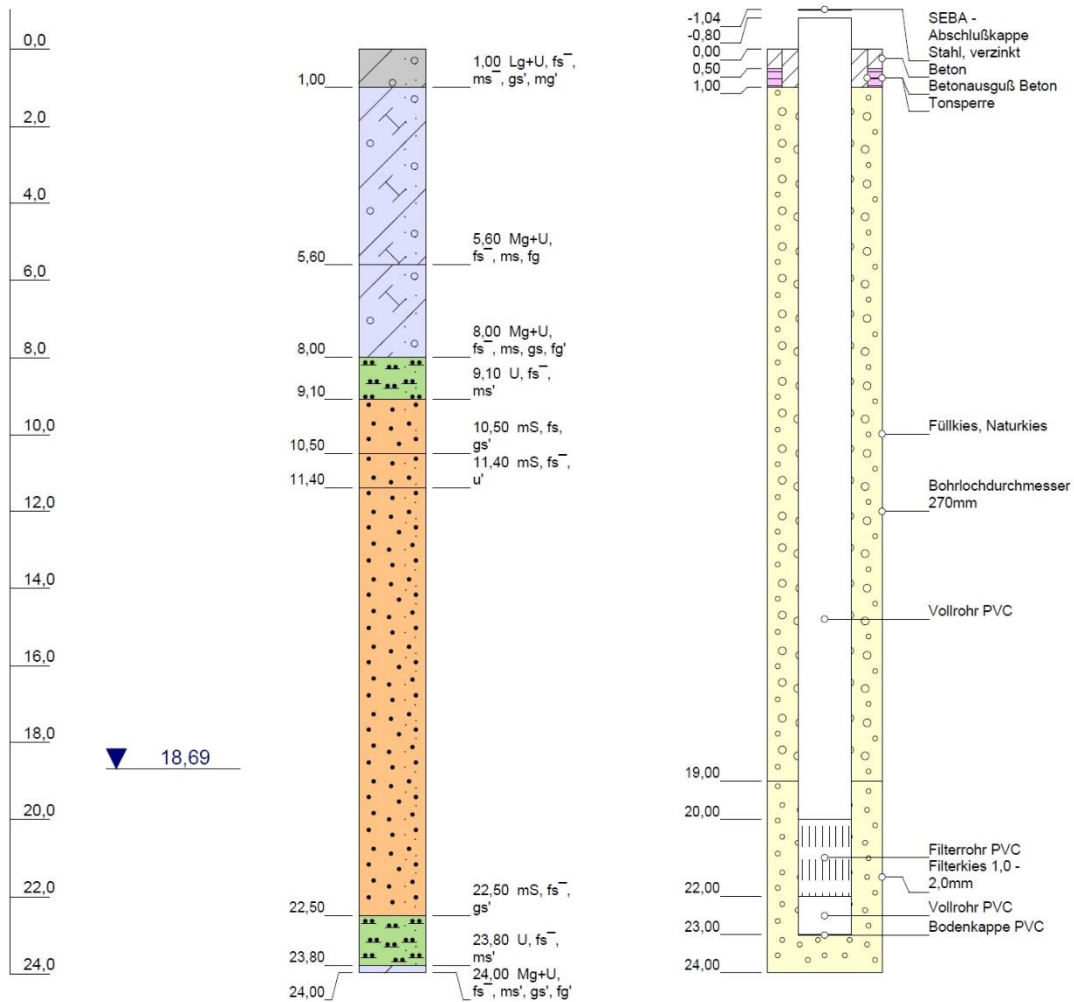 0,0
2,0
4,0
6,0
8,0
10,0
12,0
14,0
16,0
18,0
20,0
22,0
24,0
18,69
1,00
5,60
8,00
9,10
10,50
11,40
22,50
23,80
24,00
1,00 Lg+U, fs¯,
ms¯, gs', mg'
5,60 Mg+U,
fs¯, ms, fg
8,00 Mg+U,
fs¯, ms, gs, fg'
9,10 U, fs¯,
ms'
10,50 mS, fs,
gs'
11,40 mS, fs¯,
u'
22,50 mS, fs¯,
gs'
23,80 U, fs¯,
ms'
24,00 Mg+U,
fs¯, ms', gs', fg'
-1,04
-0,80
0,00
0,50
1,00
19,00
20,00
22,00
23,00
24,00
SEBA -
Abschlußkappe
Stahl, verzinkt
Beton
Betonausguß Beton
Tonsperre
Füllkies, Naturkies
Bohrlochdurchmesser
270mm
Vollrohr PVC
Filterrohr PVC
Filterkies 1,0 -
2,0mm
Vollrohr PVC
Bodenkappe PVC